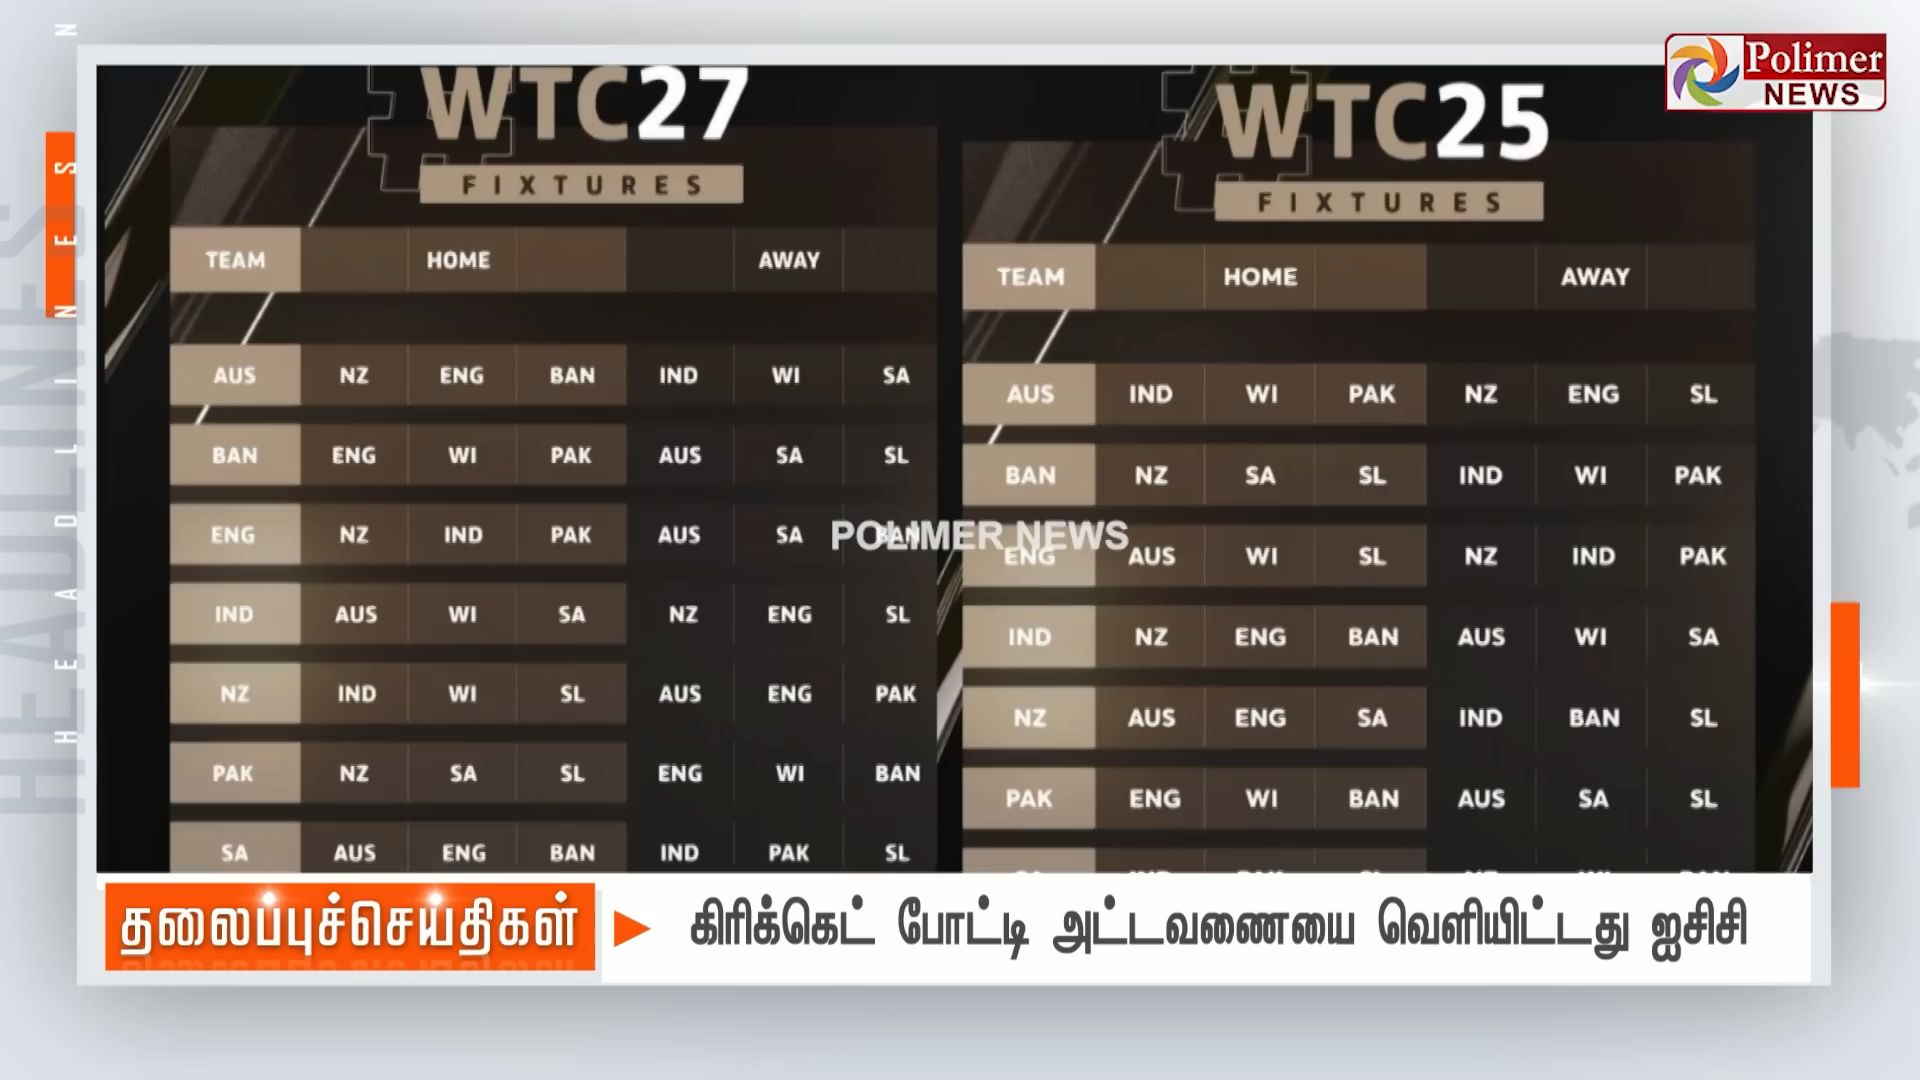 Polimer
NEWS
HEADLINES
HEADLINES
WTC27
FIXTURES
TEAM HOME AWAY
AUS NZ ENG BAN IND WI SA
BAN ENG WI PAK AUS SA SL
ENG NZ IND PAK AUS SA BAN
IND AUS WI SA NZ ENG SL
NZ IND WI SL AUS ENG PAK
PAK NZ SA SL ENG WI BAN
SA AUS ENG BAN IND PAK SL
WTC25
FIXTURES
TEAM HOME AWAY
AUS IND WI PAK NZ ENG SL
BAN NZ SA SL IND WI PAK
ENG AUS WI SL NZ IND PAK
IND NZ ENG BAN AUS WI SA
NZ AUS ENG SA IND BAN SL
PAK ENG WI BAN AUS SA SL
POLIMER NEWS
தலைப்புச்செய்திகள்
கிரிக்கெட் போட்டி அட்டவணையை வெளியிட்டது ஐசிசி